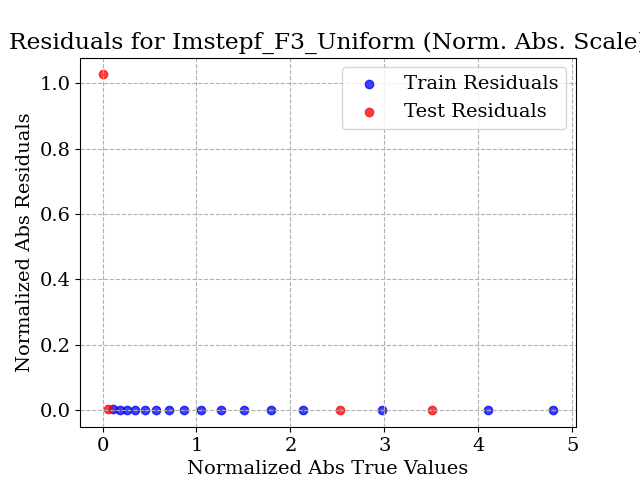 Residuals for Imstepf_F3_Uniform (Norm. Abs. Scale)
Train Residuals
Test Residuals
Normalized Abs Residuals
1.0
0.8
0.6
0.4
0.2
0.0
0 1 2 3 4 5
Normalized Abs True Values